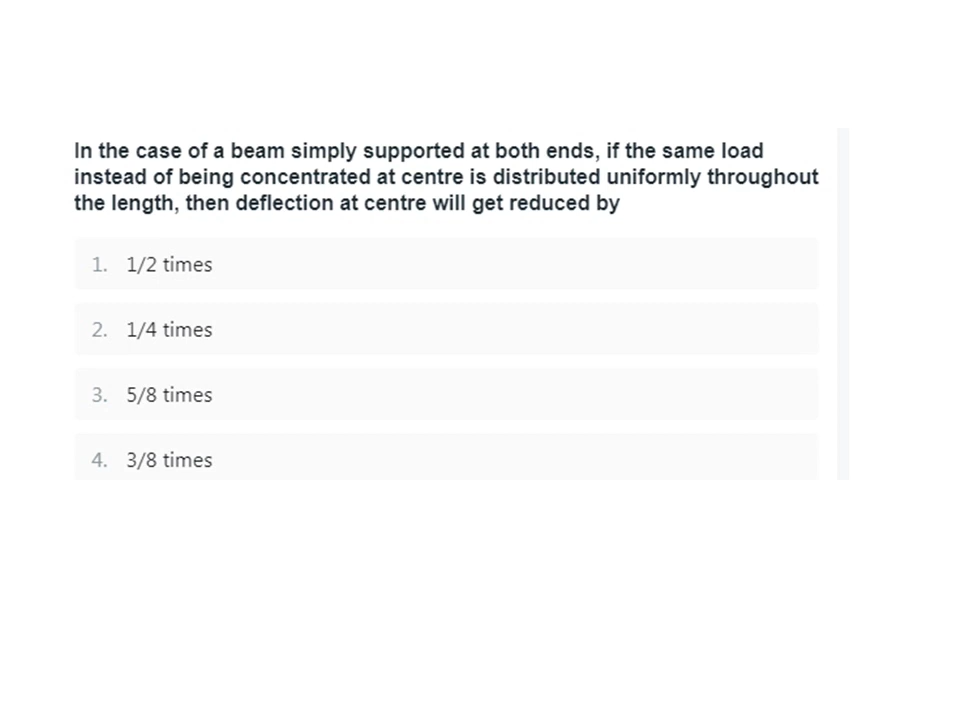 In the case of a beam simply supported at both ends, if the same load
instead of being concentrated at centre is distributed uniformly throughout
the length, then deflection at centre will get reduced by
1. 1/2 times
2. 1/4 times
3. 5/8 times
4. 3/8 times